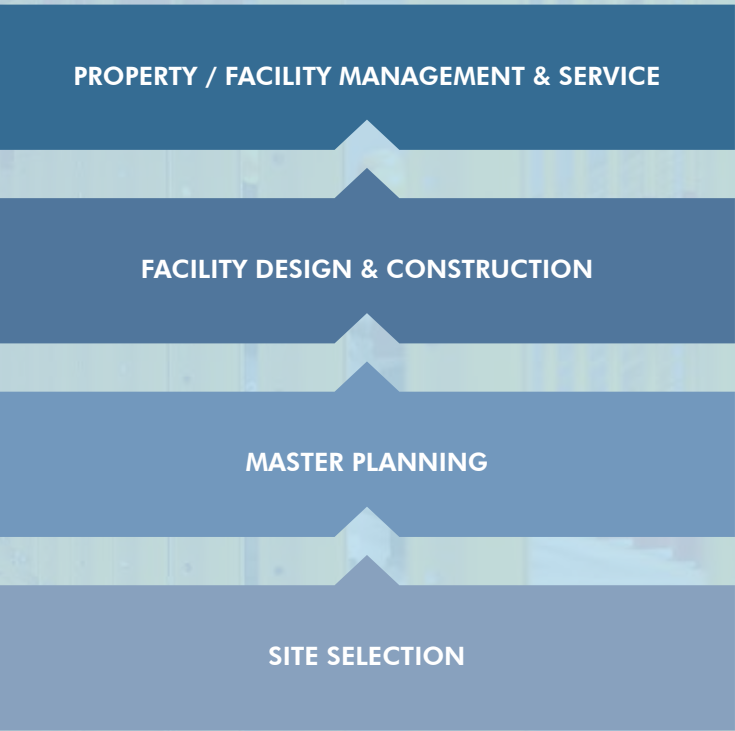 PROPERTY / FACILITY MANAGEMENT & SERVICE
FACILITY DESIGN & CONSTRUCTION
MASTER PLANNING
SITE SELECTION